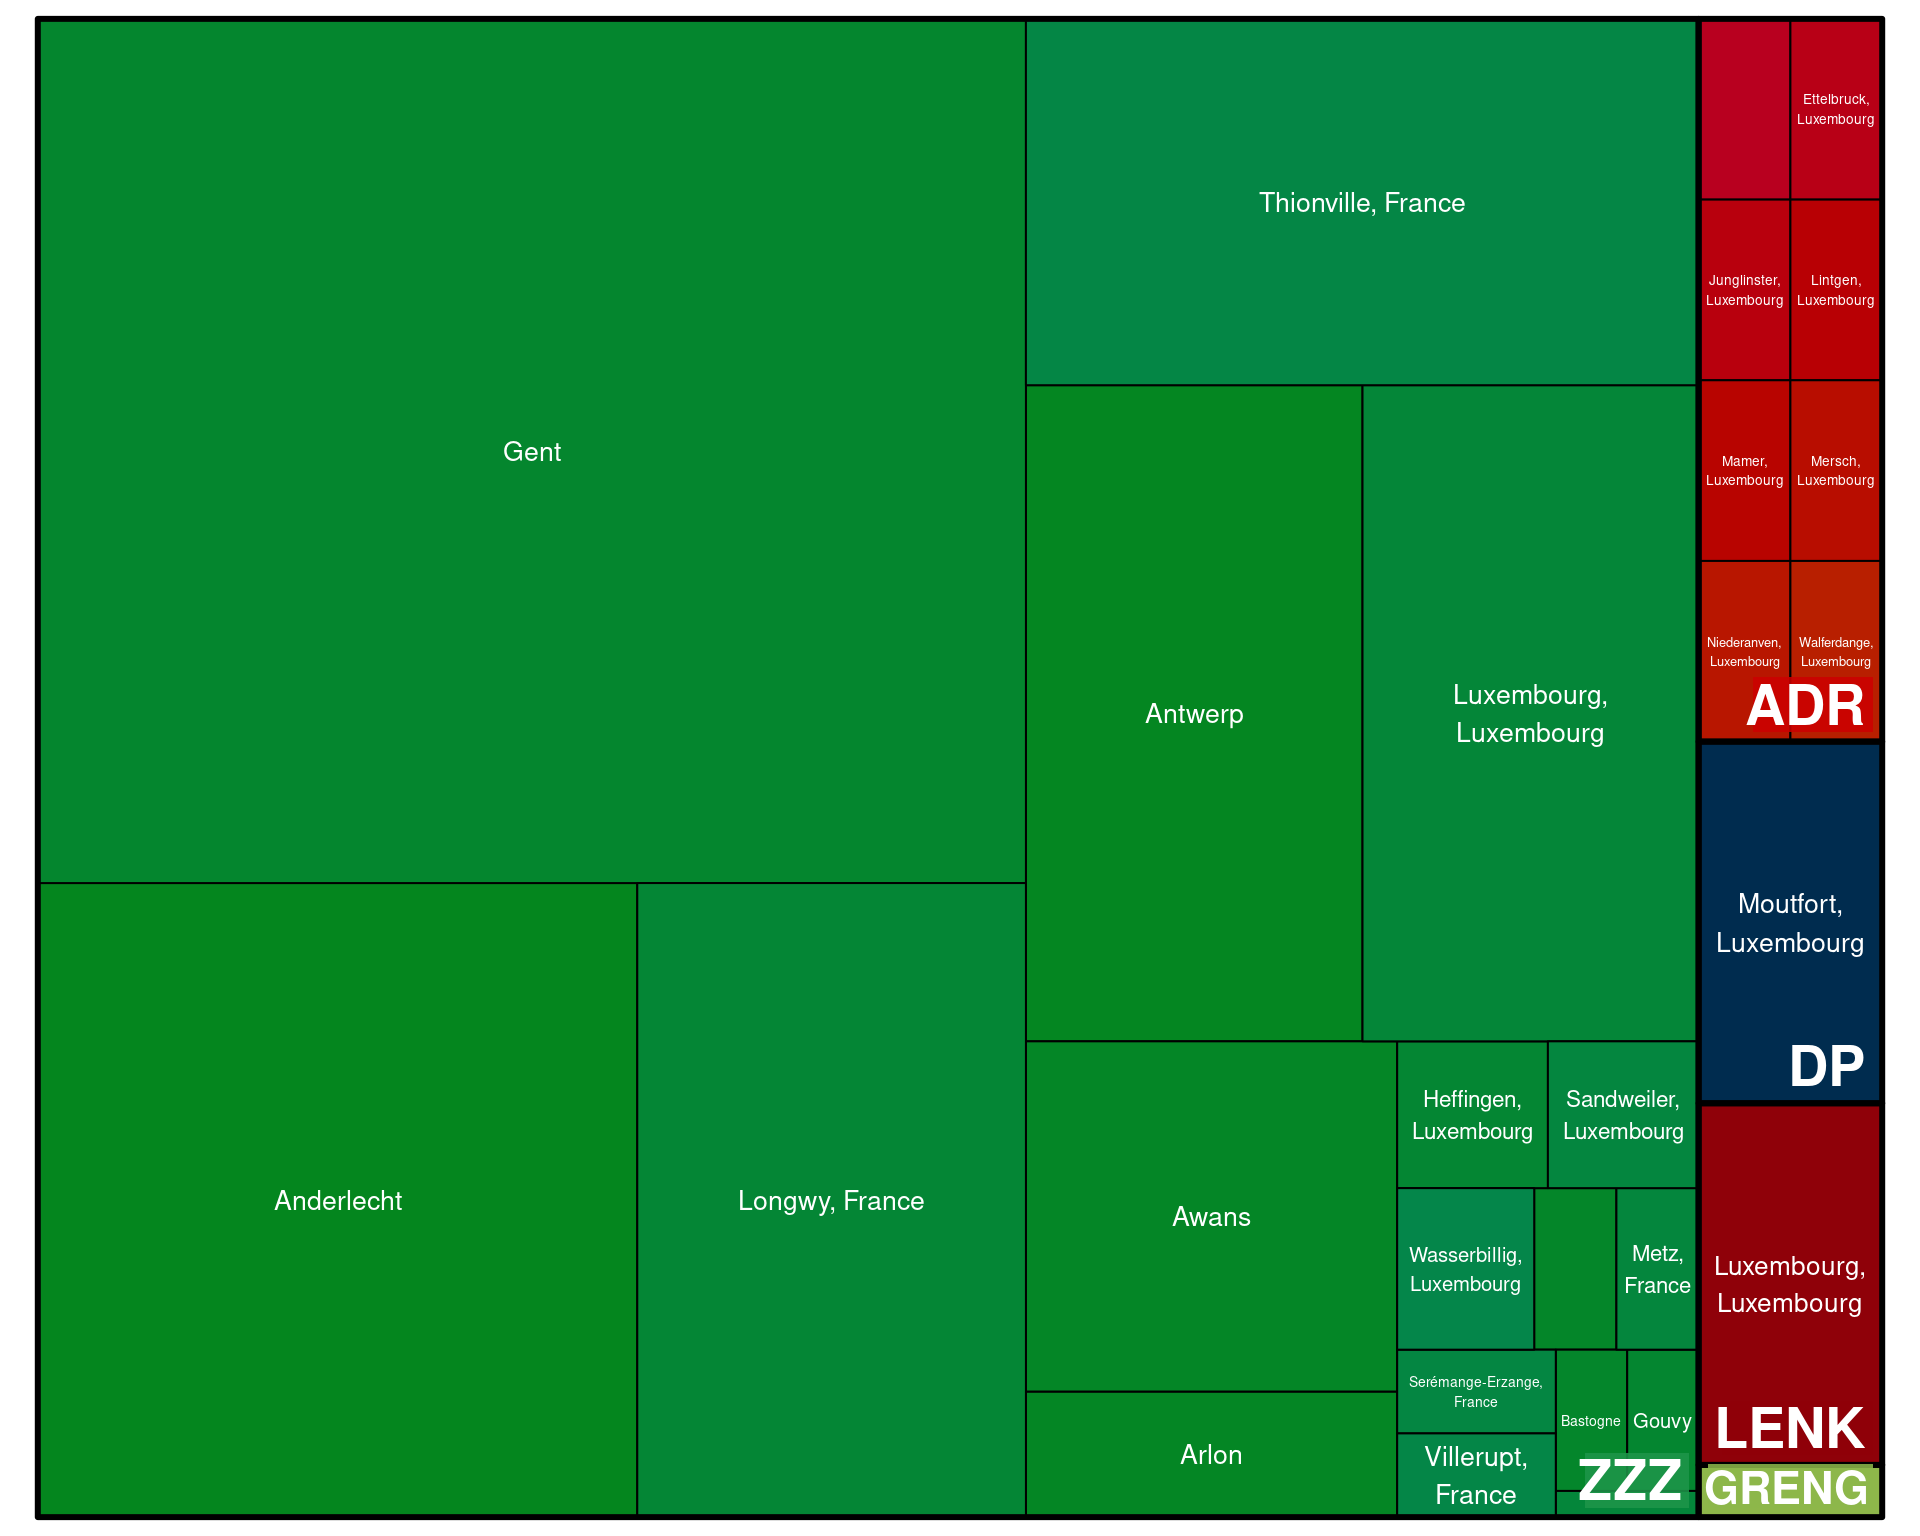 Gent
Thionville, France
Ettelbruck,
Luxembourg
Junglinster,
Luxembourg
Lintgen,
Luxembourg
Mamer,
Luxembourg
Mersch,
Luxembourg
Niederanven,
Luxembourg
Walferdange,
Luxembourg
ADR
Antwerp
Luxembourg,
Luxembourg
Moutfort,
Luxembourg
DP
Anderlecht
Longwy, France
Awans
Heffingen,
Luxembourg
Sandweiler,
Luxembourg
Wasserbillig,
Luxembourg
Metz,
France
Luxembourg,
Luxembourg
LENK
Serémange-Erzange,
France
Bastogne
Gouvy
Arlon
Villerupt,
France
ZZZ
GRENG